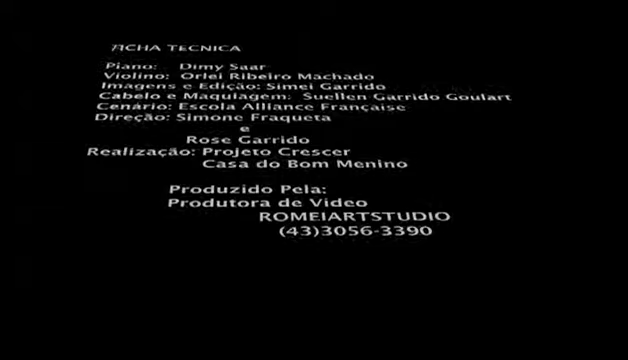 FICHA TECNICA
Piano: Dimy Saar
Violino: Orlei Ribeiro Machado
Imagens e Edição: Simei Garrido
Cabelo e Maquiagem: Suellen Garrido Goulart
Cenário: Escola Alliance Française
Direção: Simone Fraqueta
e
Rose Garrido
Realização: Projeto Crescer
Casa do Bom Menino
Produzido Pela:
Produtora de Vídeo
ROMEIARTSTUDIO
(43)3056-3390